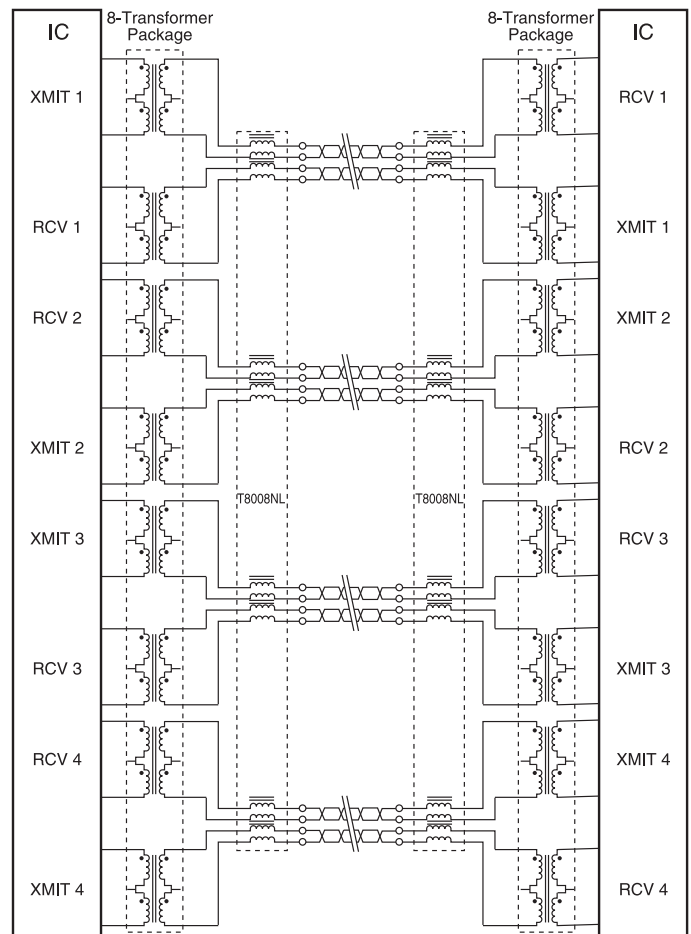 8-Transformer
Package
8-Transformer
Package
IC
IC
XMIT 1
RCV 1
RCV 1
XMIT 1
RCV 2
XMIT 2
XMIT 2
RCV 2
T8008NL
T8008NL
XMIT 3
RCV 3
RCV 3
XMIT 3
RCV 4
XMIT 4
XMIT 4
RCV 4